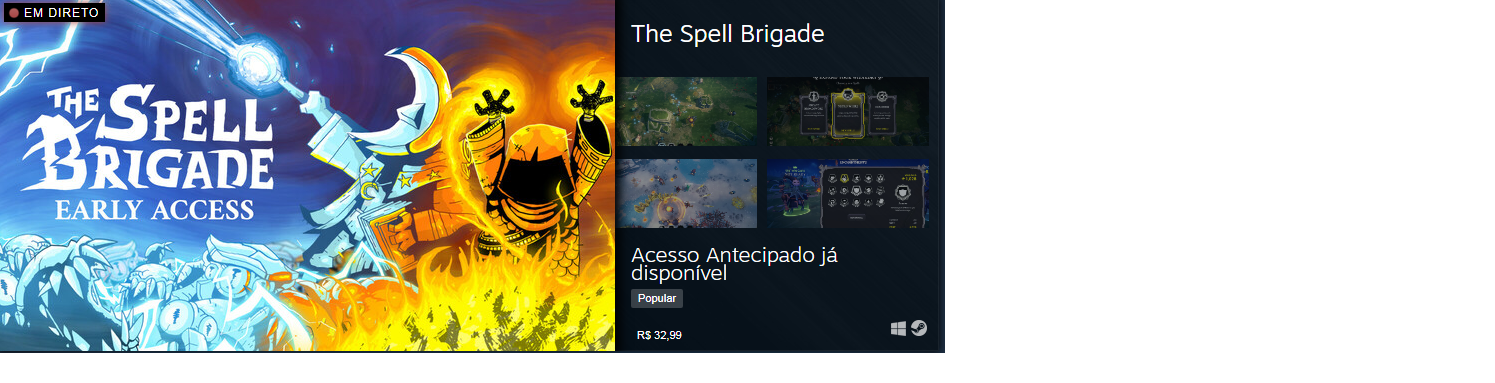 EM DIRETO
THE SPELL
BRIGADE
EARLY ACCESS
The Spell Brigade
Acesso Antecipado já
disponível
Popular
R$ 32,99